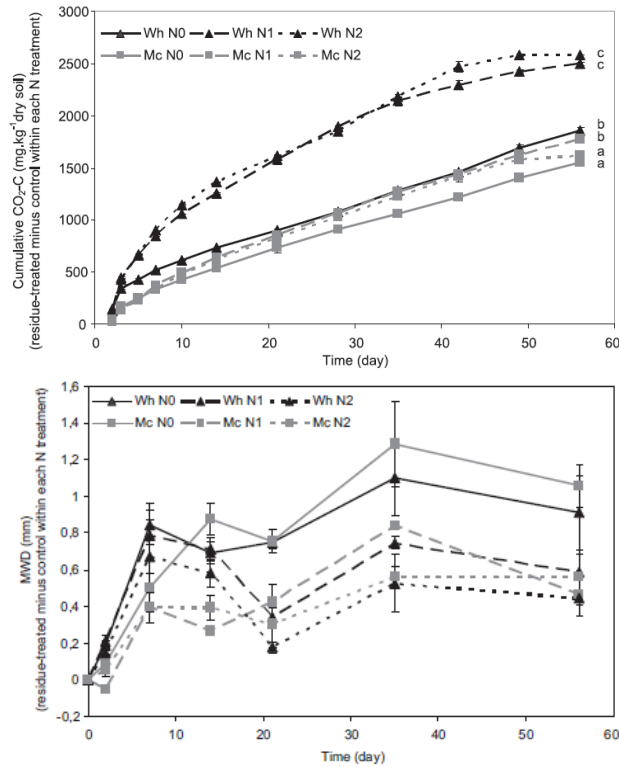 Wh N0 Wh N1 Wh N2
Mc N0 Mc N1 Mc N2
Cumulative CO₂–C (mg.kg⁻¹dry soil)
(residue-treated minus control within each N treatment)
3000
2500
2000
1500
1000
500
0
c
c
b
b
a
a
0 10 20 30 40 50 60
Time (day)
Wh N0 Wh N1 Wh N2
Mc N0 Mc N1 Mc N2
MWD (mm)
(residue-treated minus control within each N treatment)
1,6
1,4
1,2
1
0,8
0,6
0,4
0,2
0
-0,2
0 10 20 30 40 50 60
Time (day)